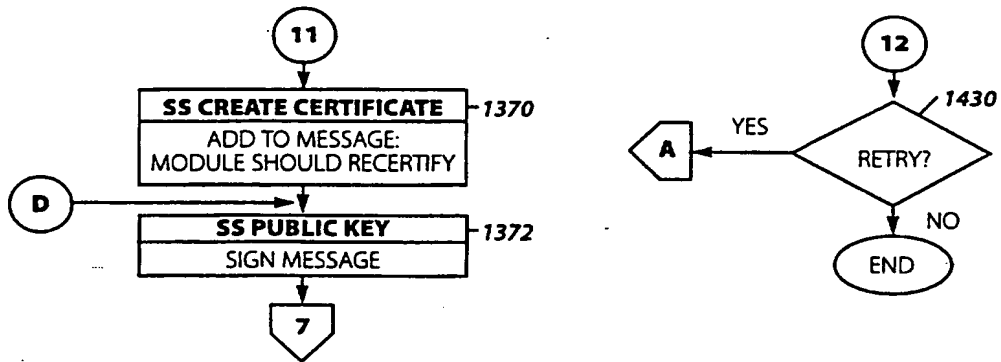 11
SS CREATE CERTIFICATE
1370
ADD TO MESSAGE:
MODULE SHOULD RECERTIFY
D
SS PUBLIC KEY
1372
SIGN MESSAGE
7
12
1430
YES
A
RETRY?
NO
END